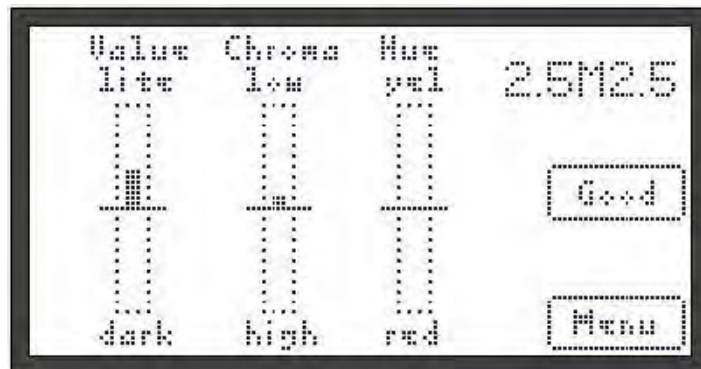 Value Chroma Hue
lite low yel
2.5M2.5
Good
dark high red
Menu